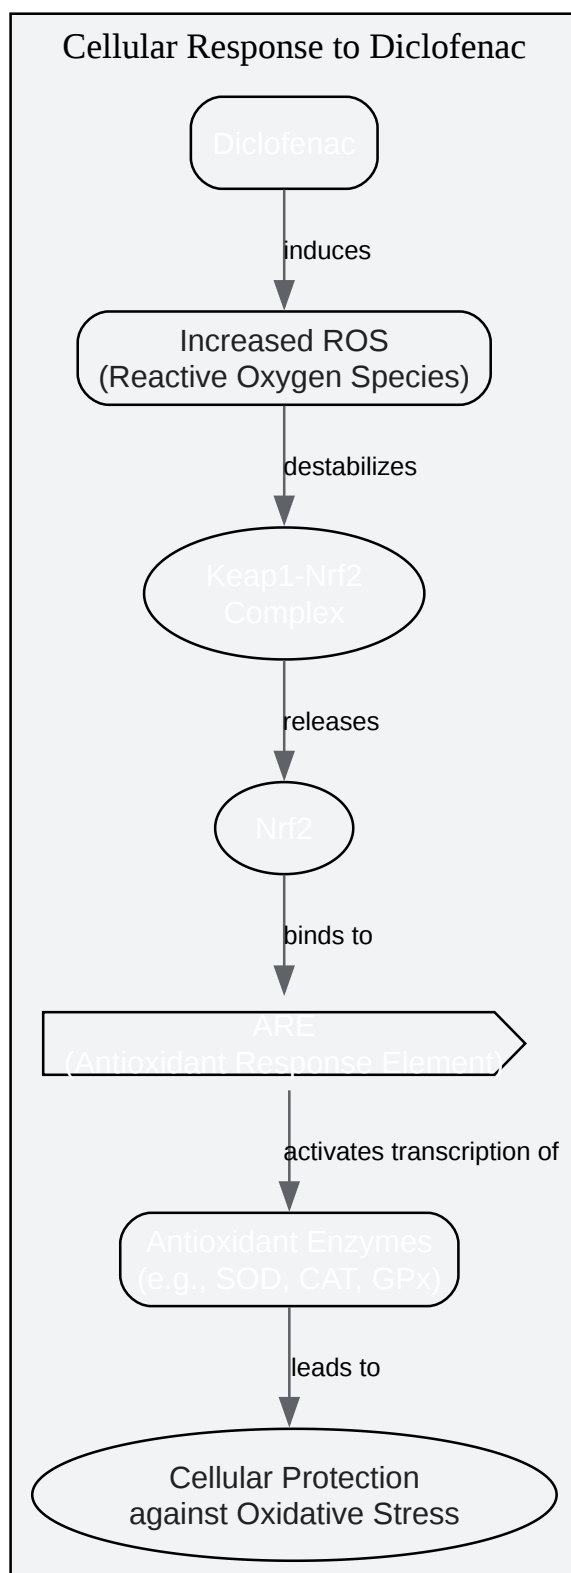 Cellular Response to Diclofenac
Diclofenac
induces
Increased ROS
(Reactive Oxygen Species)
destabilizes
Keap1-Nrf2
Complex
releases
Nrf2
binds to
ARE
(Antioxidant Response Element)
activates transcription of
Antioxidant Enzymes
(e.g., SOD, CAT, GPx)
leads to
Cellular Protection
against Oxidative Stress